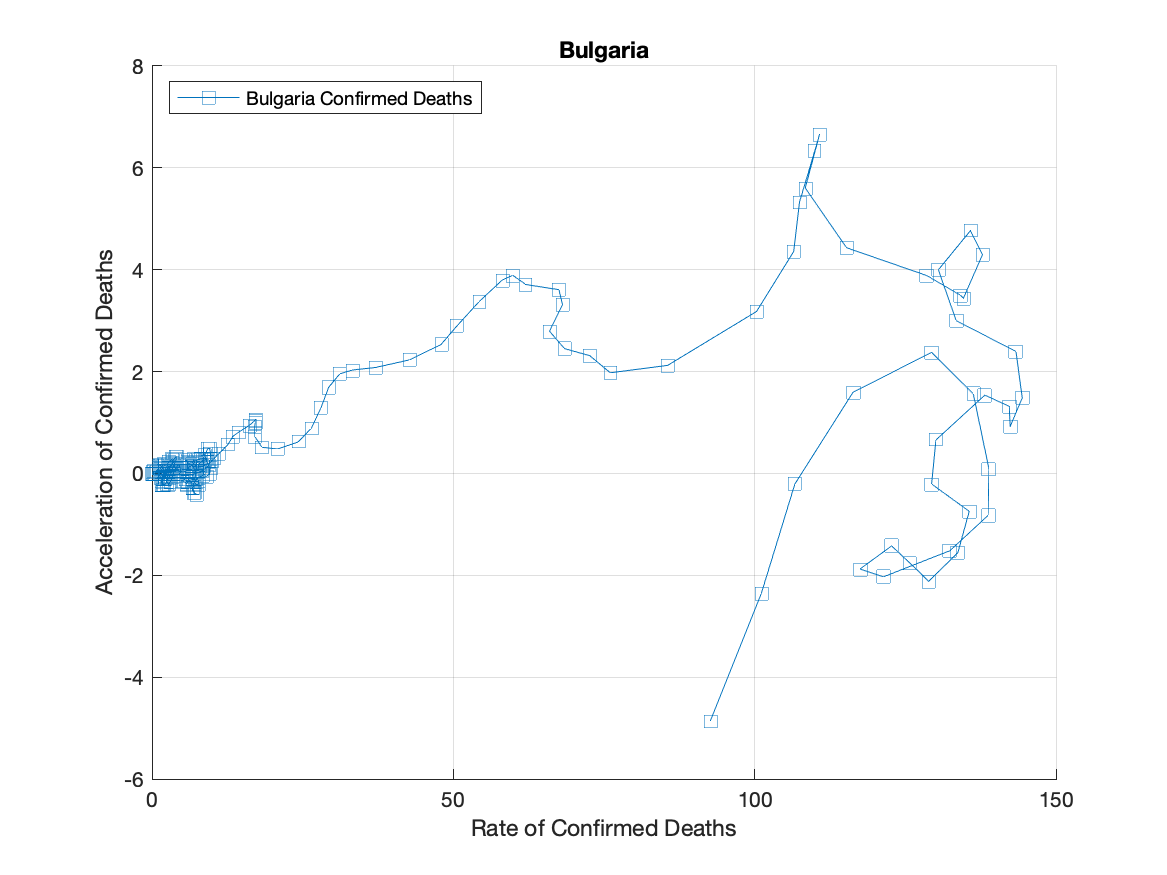 Bulgaria
Bulgaria Confirmed Deaths
Acceleration of Confirmed Deaths
8
6
4
2
0
-2
-4
-6
0 50 100 150
Rate of Confirmed Deaths